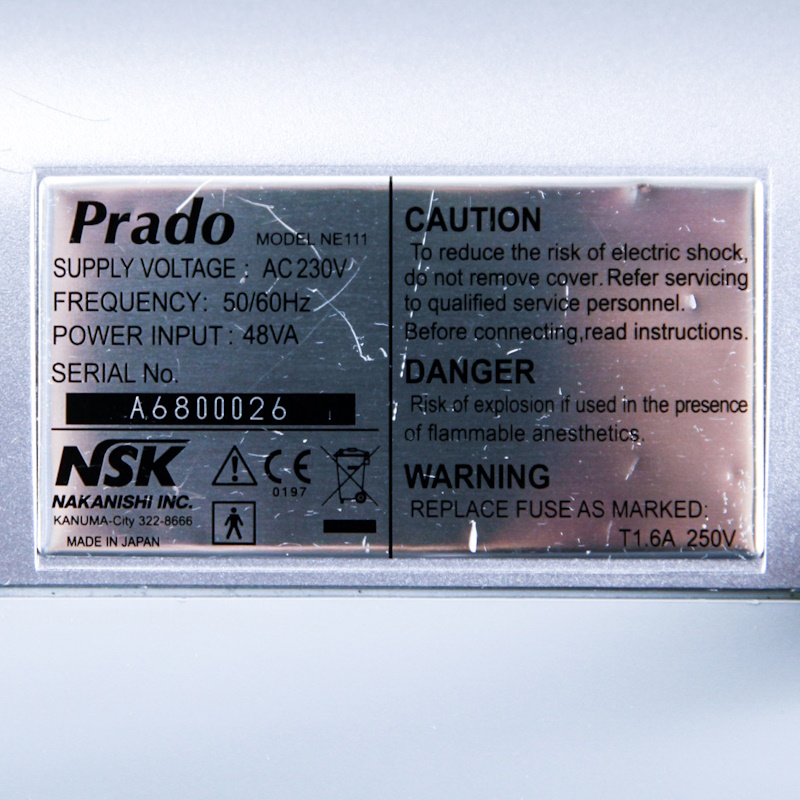 Prado MODEL NE111
SUPPLY VOLTAGE : AC 230V
FREQUENCY: 50/60Hz
POWER INPUT : 48VA
SERIAL No.
A6800026
NSK
NAKANISHI INC.
KANUMA-City 322-8666
MADE IN JAPAN
CE
0197
CAUTION
To reduce the risk of electric shock,
do not remove cover. Refer servicing
to qualified service personnel.
Before connecting,read instructions.
DANGER
Risk of explosion if used in the presence
of flammable anesthetics.
WARNING
REPLACE FUSE AS MARKED:
T1.6A 250V